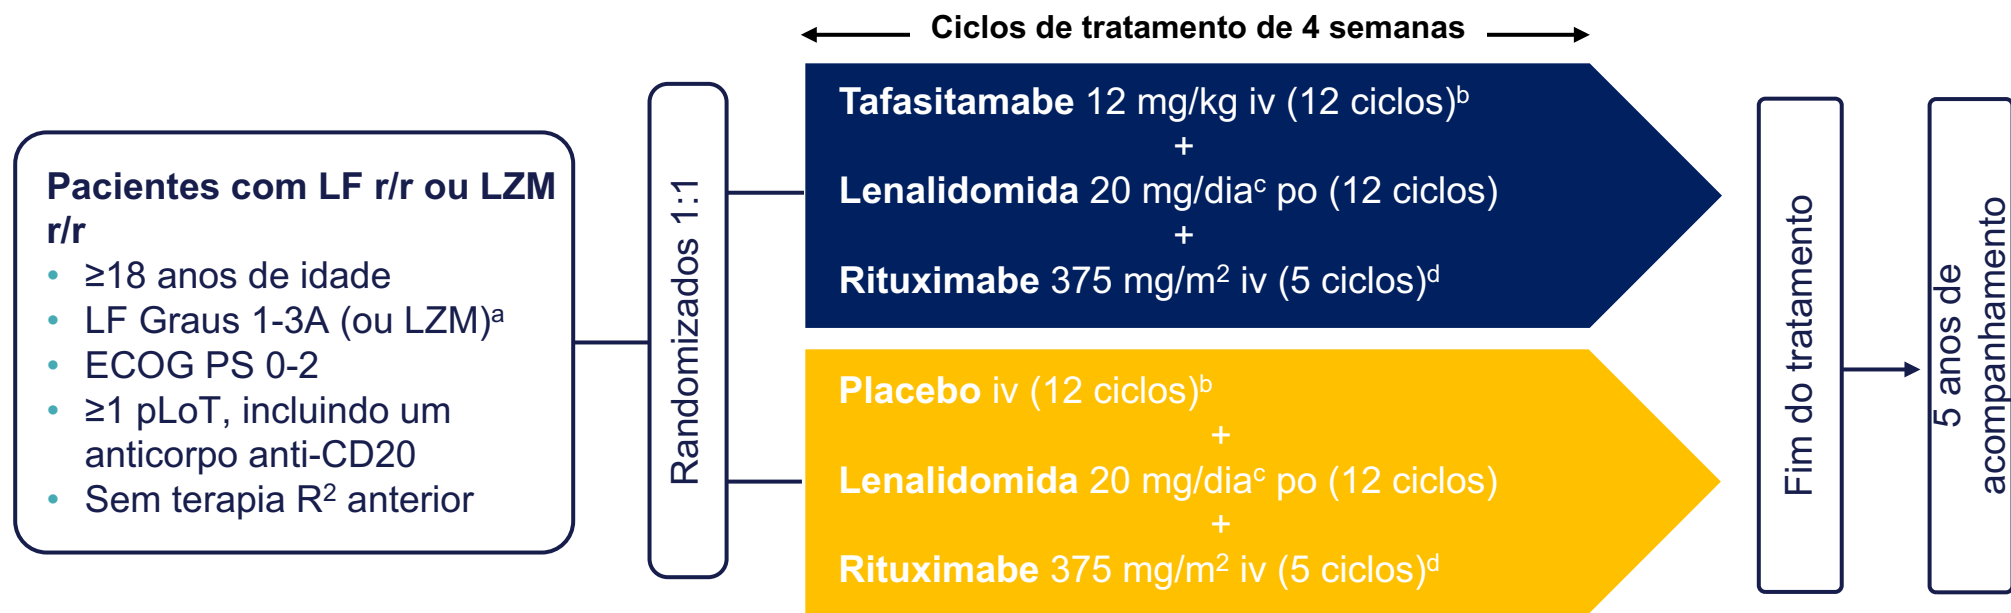 Ciclos de tratamento de 4 semanas
Pacientes com LF r/r ou LZM
r/r
• ≥18 anos de idade
• LF Graus 1-3A (ou LZM)ᵃ
• ECOG PS 0-2
• ≥1 pLoT, incluindo um
anticorpo anti-CD20
• Sem terapia R² anterior
Randomizados 1:1
Tafasitamabe 12 mg/kg iv (12 ciclos)ᵇ
+
Lenalidomida 20 mg/diaᶜ po (12 ciclos)
+
Rituximabe 375 mg/m² iv (5 ciclos)ᵈ
Placebo iv (12 ciclos)ᵇ
+
Lenalidomida 20 mg/diaᶜ po (12 ciclos)
+
Rituximabe 375 mg/m² iv (5 ciclos)ᵈ
Fim do tratamento
5 anos de
acompanhamento